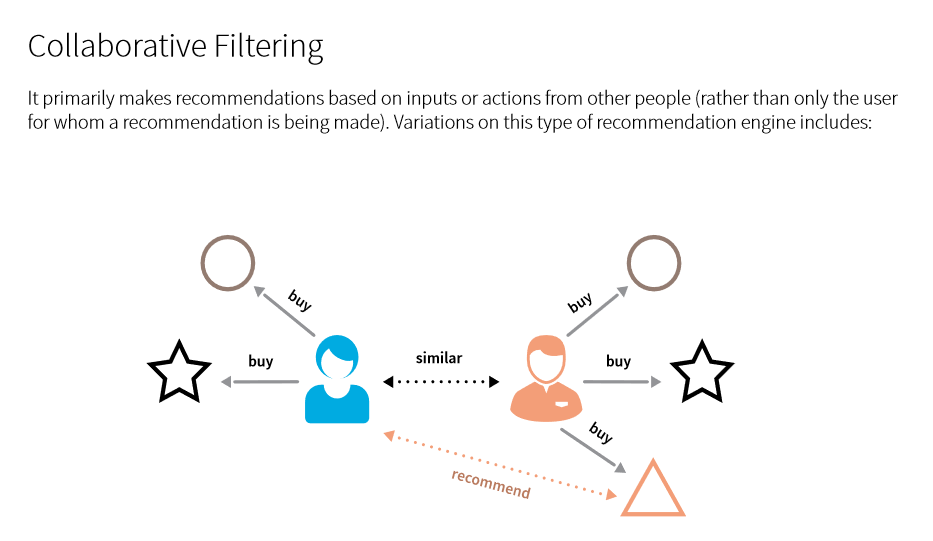 Collaborative Filtering
It primarily makes recommendations based on inputs or actions from other people (rather than only the user
for whom a recommendation is being made). Variations on this type of recommendation engine includes:
buy
buy
buy
similar
buy
buy
recommend